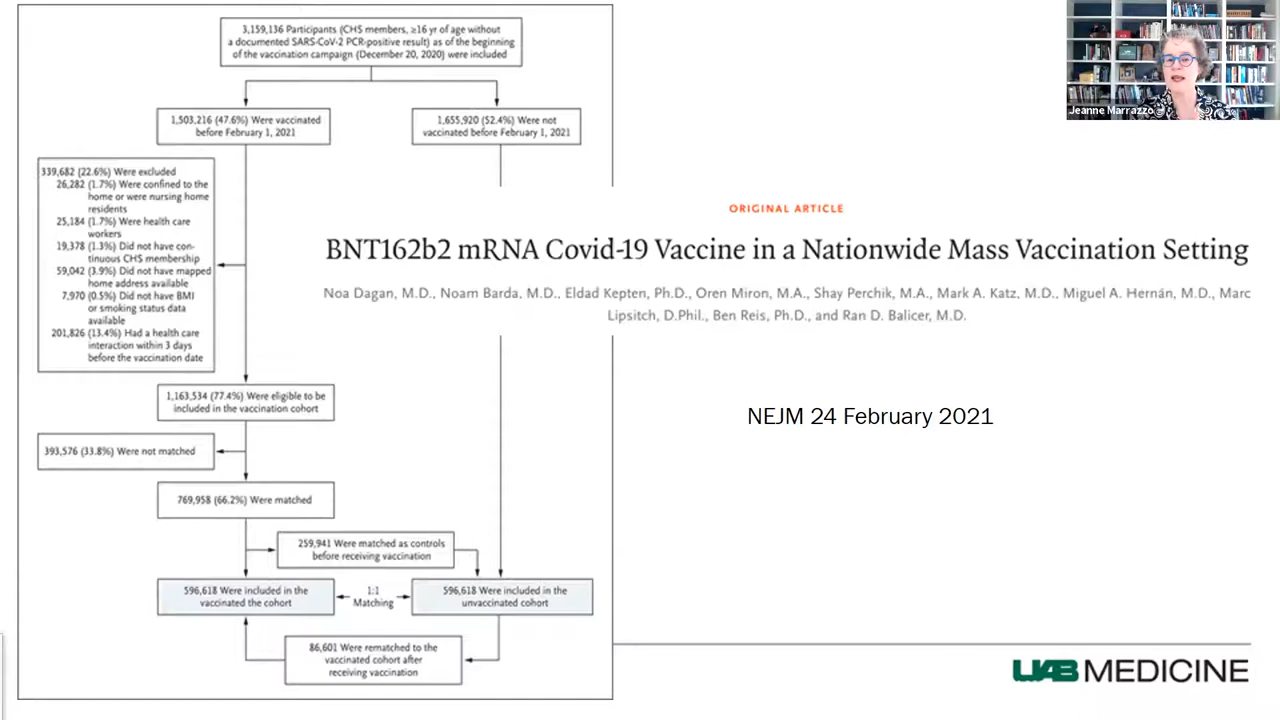 3,159,136 Participants (CHS members, ≥16 yr of age without
a documented SARS-CoV-2 PCR-positive result) as of the beginning
of the vaccination campaign (December 20, 2020) were included
1,503,216 (47.6%) Were vaccinated
before February 1, 2021
1,655,920 (52.4%) Were not
vaccinated before February 1, 2021
339,682 (22.6%) Were excluded
26,282 (1.7%) Were confined to the
home or were nursing home
residents
25,184 (1.7%) Were health care
workers
19,378 (1.3%) Did not have con-
tinuous CHS membership
59,042 (3.9%) Did not have mapped
home address available
7,970 (0.5%) Did not have BMI
or smoking status data
available
201,826 (13.4%) Had a health care
interaction within 3 days
before the vaccination date
1,163,534 (77.4%) Were eligible to be
included in the vaccination cohort
393,576 (33.8%) Were not matched
769,958 (66.2%) Were matched
259,941 Were matched as controls
before receiving vaccination
596,618 Were included in the
vaccinated the cohort
1:1
Matching
596,618 Were included in the
unvaccinated cohort
86,601 Were rematched to the
vaccinated cohort after
receiving vaccination
ORIGINAL ARTICLE
BNT162b2 mRNA Covid-19 Vaccine in a Nationwide Mass Vaccination Setting
Noa Dagan, M.D., Noam Barda, M.D., Eldad Kepten, Ph.D., Oren Miron, M.A., Shay Perchik, M.A., Mark A. Katz, M.D., Miguel A. Hernán, M.D., Marc
Lipsitch, D.Phil., Ben Reis, Ph.D., and Ran D. Balicer, M.D.
NEJM 24 February 2021
Jeanne Marrazzo
UAB MEDICINE